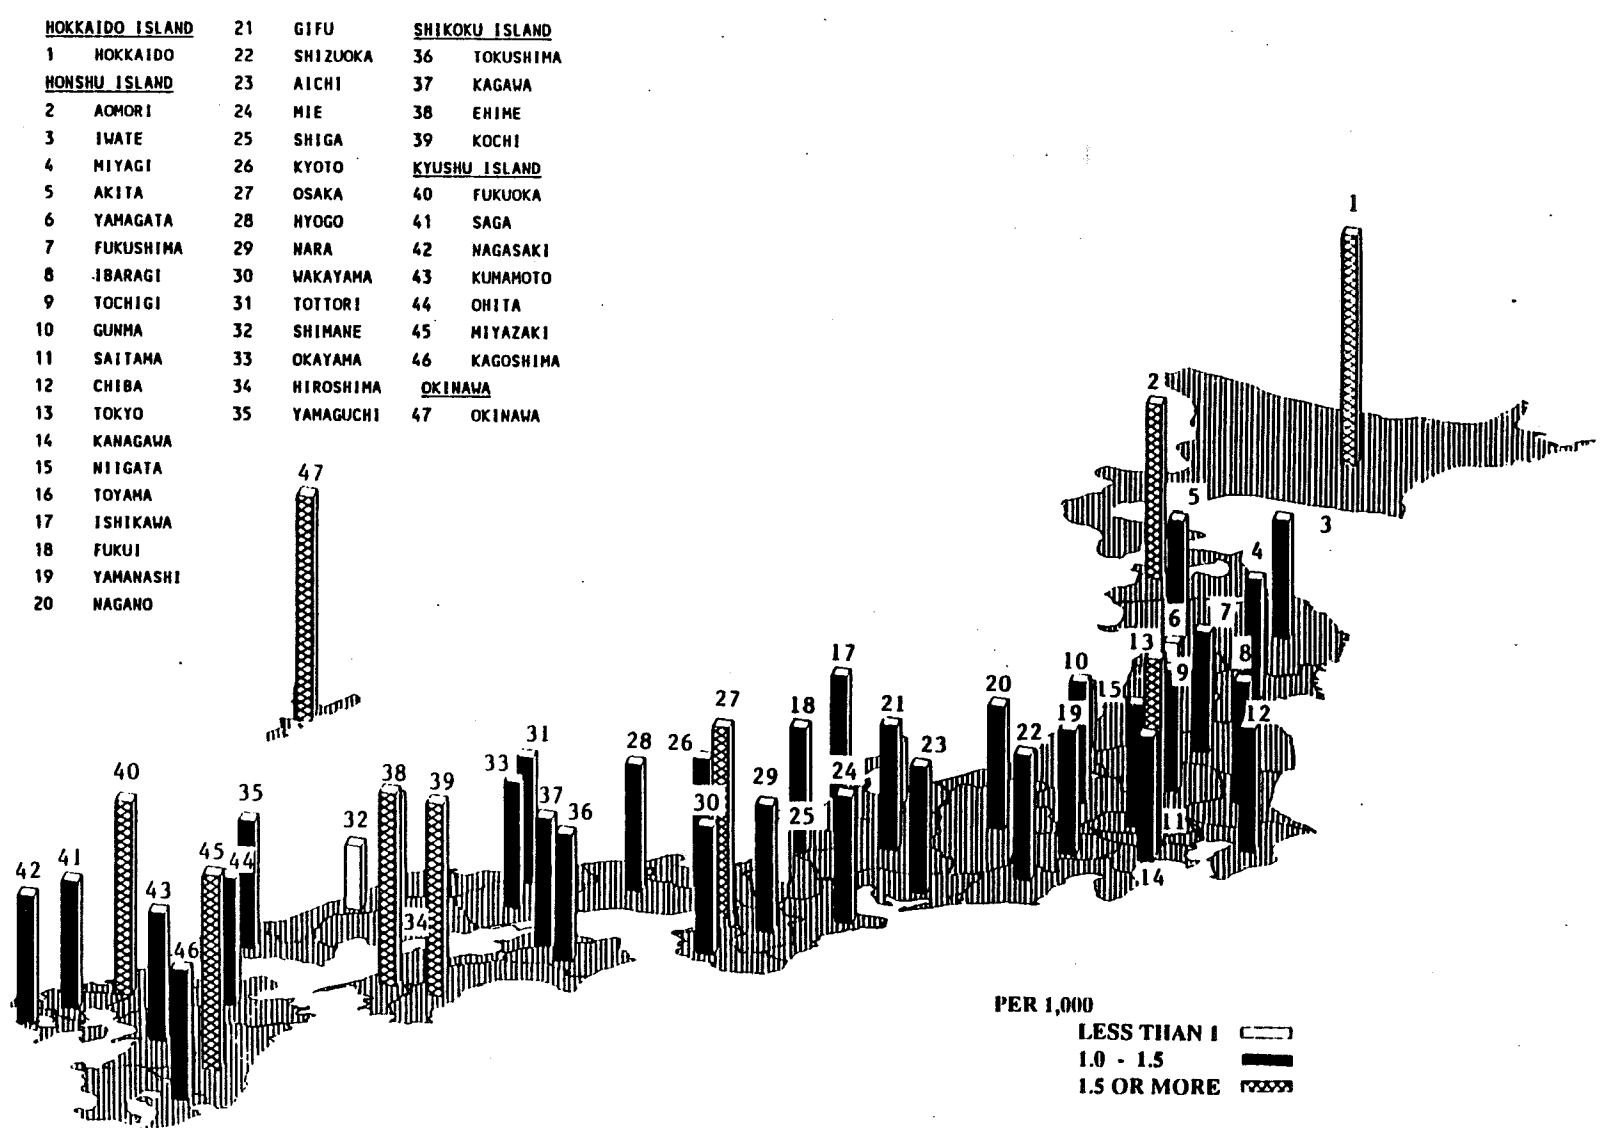 HOKKAIDO ISLAND
1 HOKKAIDO
HONSHU ISLAND
2 AOMORI
3 IWATE
4 MIYAGI
5 AKITA
6 YAMAGATA
7 FUKUSHIMA
8 IBARAGI
9 TOCHIGI
10 GUNMA
11 SAITAMA
12 CHIBA
13 TOKYO
14 KANAGAWA
15 NIIGATA
16 TOYAMA
17 ISHIKAWA
18 FUKUI
19 YAMANASHI
20 NAGANO
21 GIFU
22 SHIZUOKA
23 AICHI
24 MIE
25 SHIGA
26 KYOTO
27 OSAKA
28 HYOGO
29 NARA
30 WAKAYAMA
31 TOTTORI
32 SHIMANE
33 OKAYAMA
34 HIROSHIMA
35 YAMAGUCHI
SHIKOKU ISLAND
36 TOKUSHIMA
37 KAGAWA
38 EHIME
39 KOCHI
KYUSHU ISLAND
40 FUKUOKA
41 SAGA
42 NAGASAKI
43 KUMAMOTO
44 OHITA
45 MIYAZAKI
46 KAGOSHIMA
OKINAWA
47 OKINAWA
1
2
5
3
4
6
7
13
8
9
10
15
17
20
27
18
21
19
12
47
31
28
26
22
23
33
40
38
39
24
29
35
30
37
25
11
32
36
41
45
44
42
14
43
34
46
PER 1,000
LESS THAN 1
1.0 - 1.5
1.5 OR MORE